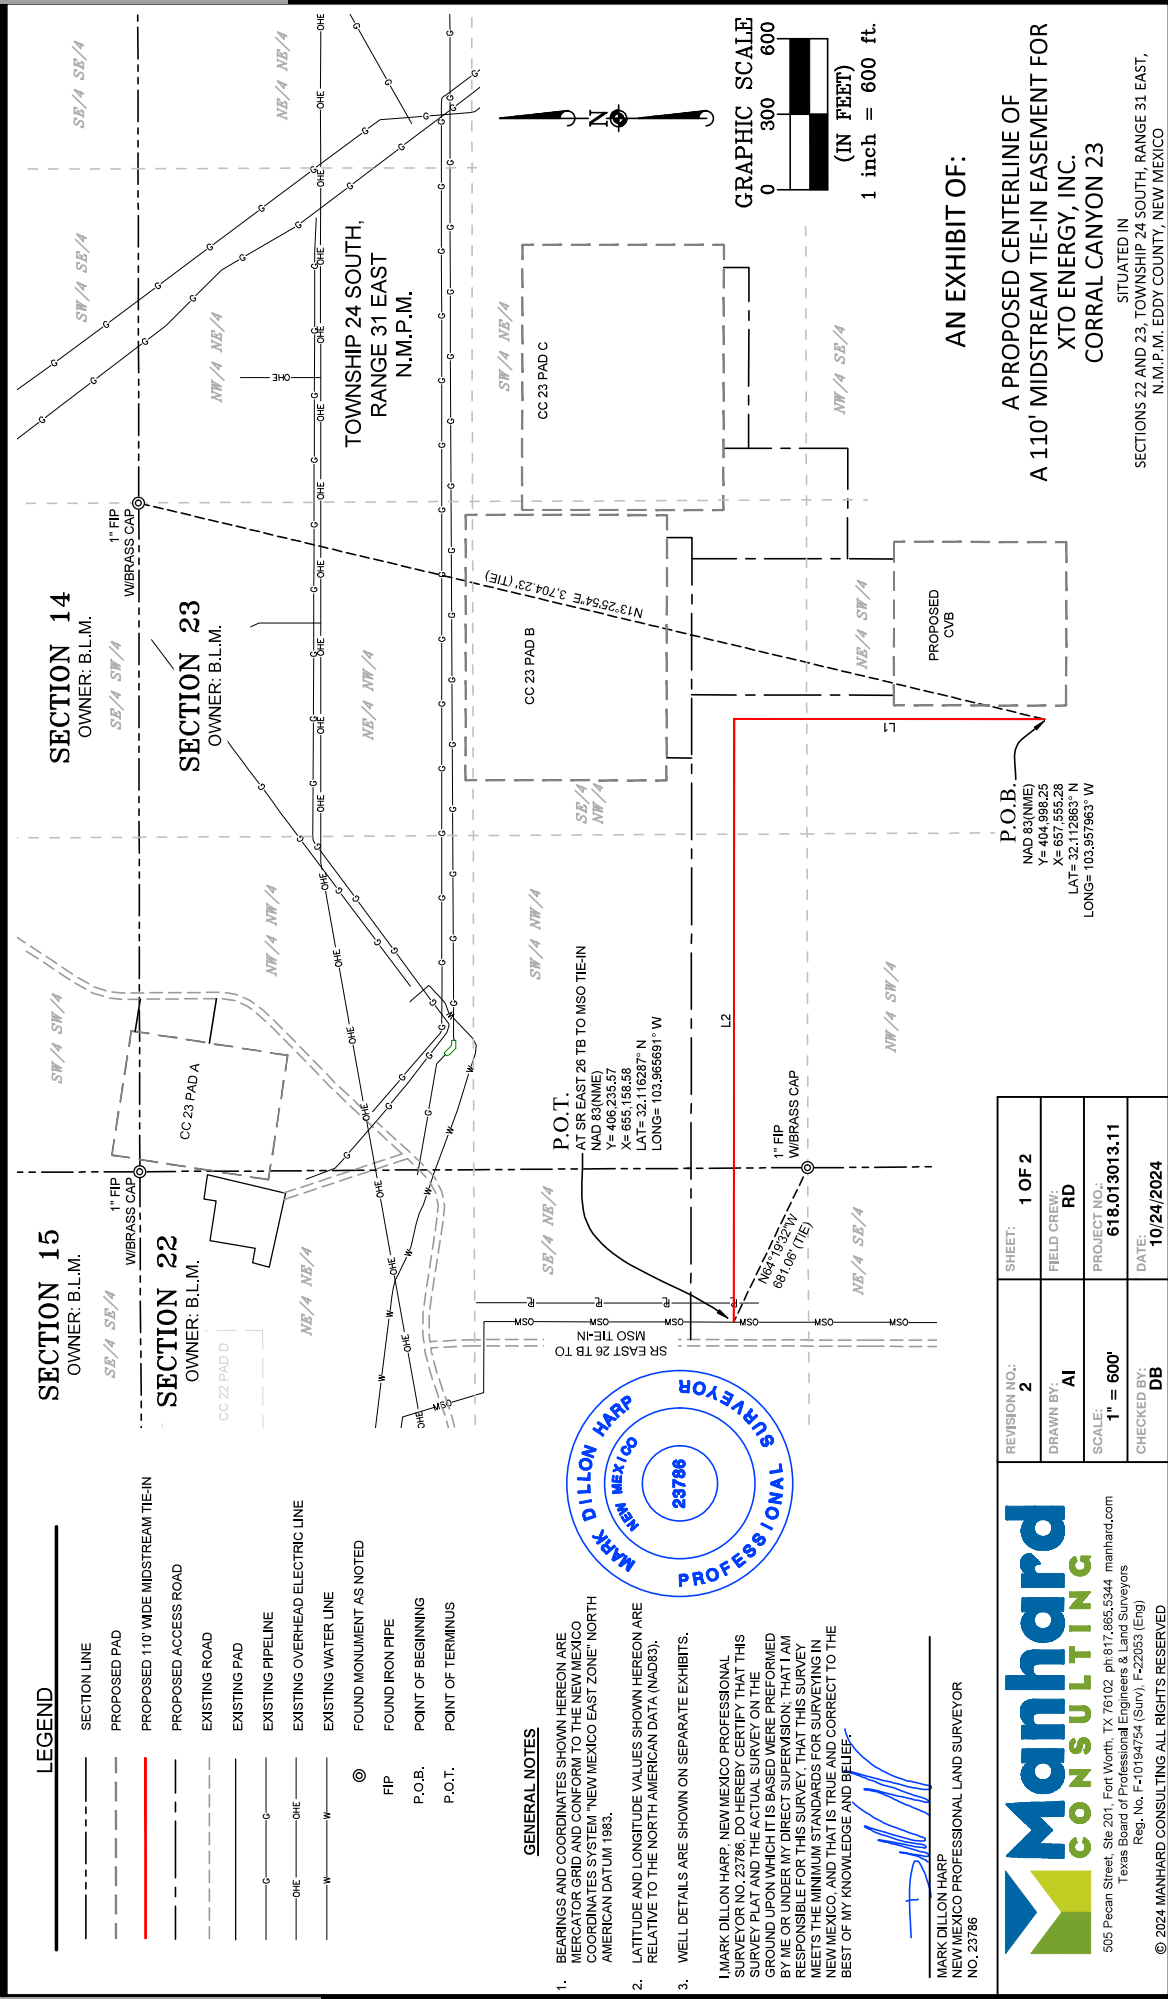 LEGEND
SECTION LINE
PROPOSED PAD
PROPOSED 110' WIDE MIDSTREAM TIE-IN
PROPOSED ACCESS ROAD
EXISTING ROAD
EXISTING PAD
EXISTING PIPELINE
EXISTING OVERHEAD ELECTRIC LINE
EXISTING WATER LINE
FOUND MONUMENT AS NOTED
FIP FOUND IRON PIPE
P.O.B. POINT OF BEGINNING
P.O.T. POINT OF TERMINUS
GENERAL NOTES
1. BEARINGS AND COORDINATES SHOWN HEREON ARE
MERCATOR GRID AND CONFORM TO THE NEW MEXICO
COORDINATES SYSTEM "NEW MEXICO EAST ZONE" NORTH
AMERICAN DATUM 1983.
2. LATITUDE AND LONGITUDE VALUES SHOWN HEREON ARE
RELATIVE TO THE NORTH AMERICAN DATA (NAD83).
3. WELL DETAILS ARE SHOWN ON SEPARATE EXHIBITS.
I,MARK DILLON HARP, NEW MEXICO PROFESSIONAL
SURVEYOR NO. 23786, DO HEREBY CERTIFY THAT THIS
SURVEY PLAT AND THE ACTUAL SURVEY ON THE
GROUND UPON WHICH IT IS BASED WERE PREFORMED
BY ME OR UNDER MY DIRECT SUPERVISION; THAT I AM
RESPONSIBLE FOR THIS SURVEY, THAT THIS SURVEY
MEETS THE MINIMUM STANDARDS FOR SURVEYING IN
NEW MEXICO, AND THAT IS TRUE AND CORRECT TO THE
BEST OF MY KNOWLEDGE AND BELIEF.
MARK DILLON HARP
NEW MEXICO PROFESSIONAL LAND SURVEYOR
NO. 23786
MARK DILLON HARP
NEW MEXICO
23786
PROFESSIONAL SURVEYOR
SECTION 15
OWNER: B.L.M.
SE/4 SE/4
SECTION 22
OWNER: B.L.M.
CC 22 PAD D
NE/4 NE/4
1" FIP
W/BRASS CAP
SW/4 SW/4
CC 23 PAD A
NW/4 NW/4
SECTION 14
OWNER: B.L.M.
SE/4 SW/4
SECTION 23
OWNER: B.L.M.
NE/4 NW/4
1" FIP
W/BRASS CAP
SW/4 SE/4
NW/4 NE/4
SE/4 SE/4
NE/4 NE/4
TOWNSHIP 24 SOUTH,
RANGE 31 EAST
N.M.P.M.
SE/4 NE/4
SW/4 NW/4
SE/4
NW/4
CC 23 PAD B
N13°25'54"E 3,704.23' (TIE)
SW/4 NE/4
CC 23 PAD C
P.O.T.
AT SR EAST 26 TB TO MSO TIE-IN
NAD 83(NME)
Y= 406,235.57
X= 655,158.58
LAT= 32.116287° N
LONG= 103.965691° W
SR EAST 26 TB TO
MSO TIE-IN
L2
L1
1" FIP
W/BRASS CAP
N64°19'32"W
681.06' (TIE)
NE/4 SE/4
NW/4 SW/4
NE/4 SW/4
NW/4 SE/4
PROPOSED
CVB
P.O.B.
NAD 83(NME)
Y= 404,998.25
X= 657,555.28
LAT= 32.112863° N
LONG= 103.957963° W
N
GRAPHIC SCALE
0 300 600
(IN FEET)
1 inch = 600 ft.
AN EXHIBIT OF:
A PROPOSED CENTERLINE OF
A 110' MIDSTREAM TIE-IN EASEMENT FOR
XTO ENERGY, INC.
CORRAL CANYON 23
SITUATED IN
SECTIONS 22 AND 23, TOWNSHIP 24 SOUTH, RANGE 31 EAST,
N.M.P.M. EDDY COUNTY, NEW MEXICO
Manhard
CONSULTING
505 Pecan Street, Ste 201, Fort Worth, TX 76102 ph:817.865.5344 manhard.com
Texas Board of Professional Engineers & Land Surveyors
Reg. No. F-10194754 (Surv), F-22053 (Eng)
© 2024 MANHARD CONSULTING ALL RIGHTS RESERVED
REVISION NO.: 2
SHEET: 1 OF 2
DRAWN BY: AI
FIELD CREW: RD
SCALE: 1" = 600'
PROJECT NO.: 618.013013.11
CHECKED BY: DB
DATE: 10/24/2024